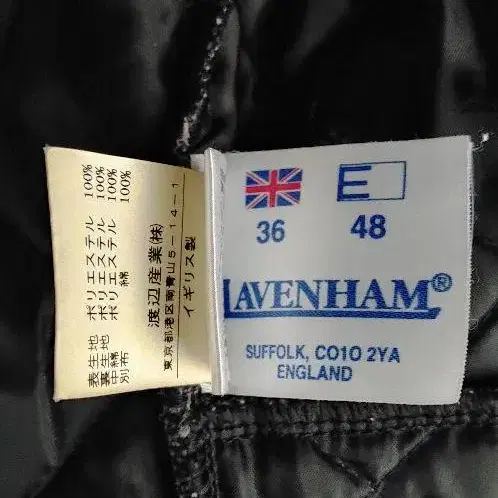 表生地 ポリエステル 100%
裏生地 ポリエステル 100%
中綿 ポリエステル 100%
別布 綿 100%
渡辺産業(株)
東京都港区南青山5-14-1
イギリス製
E
36 48
LAVENHAM®
SUFFOLK, CO10 2YA
ENGLAND